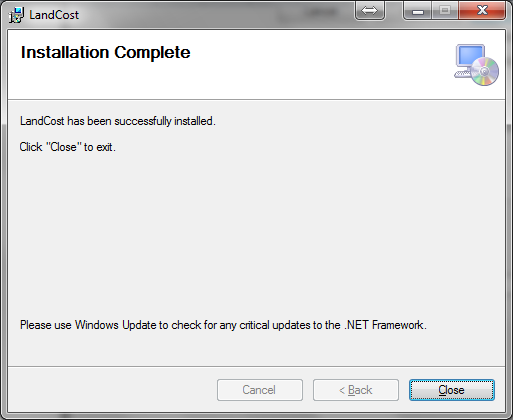 LandCost
Installation Complete
LandCost has been successfully installed.
Click "Close" to exit.
Please use Windows Update to check for any critical updates to the .NET Framework.
Cancel
< Back
Close